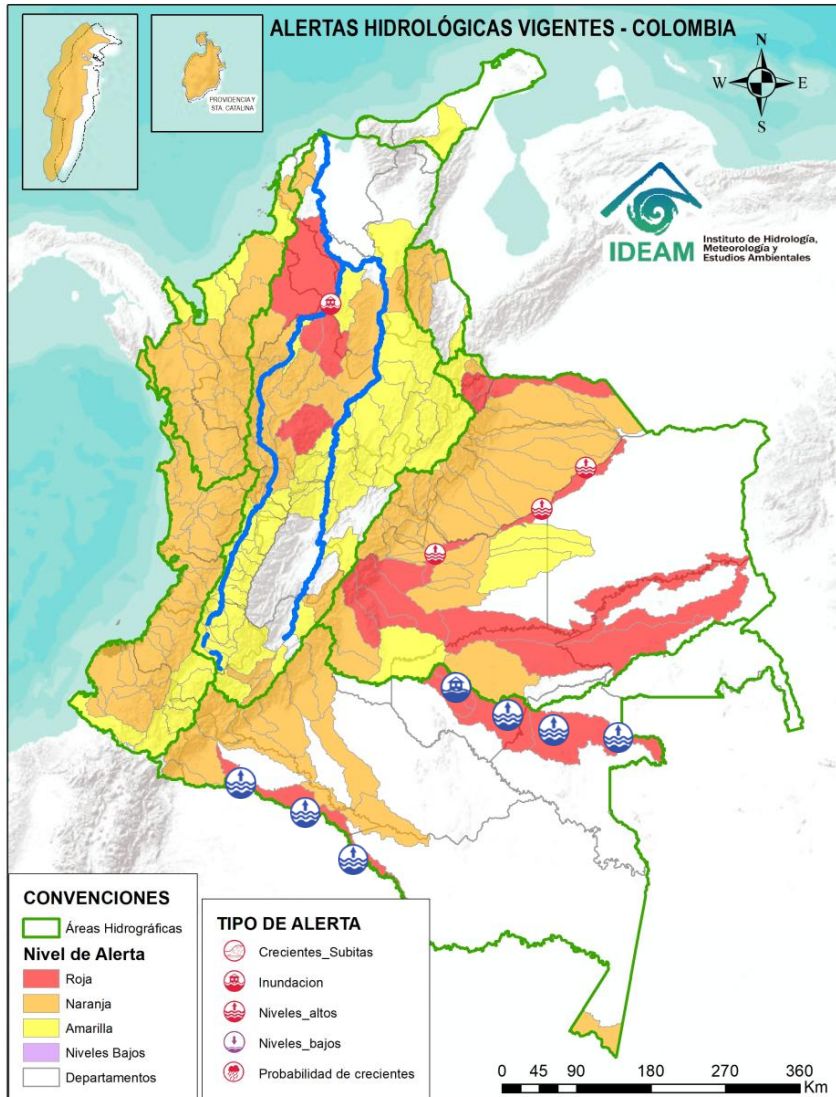 ALERTAS HIDROLÓGICAS VIGENTES - COLOMBIA
PROVIDENCIA Y
STA. CATALINA
N
W
E
S
IDEAM
Instituto de Hidrología,
Meteorología y
Estudios Ambientales
CONVENCIONES
Áreas Hidrográficas
Nivel de Alerta
Roja
Naranja
Amarilla
Niveles Bajos
Departamentos
TIPO DE ALERTA
Crecientes_Subitas
Inundacion
Niveles_altos
Niveles_bajos
Probabilidad de crecientes
0 45 90 180 270 360
Km